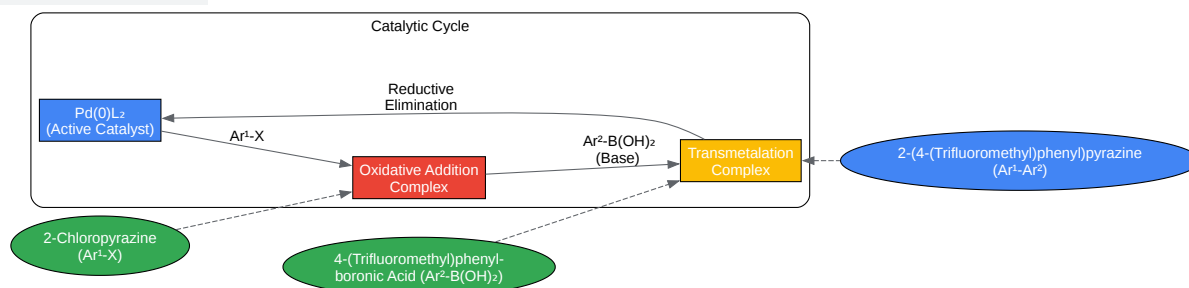 Catalytic Cycle
Reductive
Elimination
Pd(0)L₂
(Active Catalyst)
Ar¹-X
Ar²-B(OH)₂
(Base)
Transmetalation
Complex
2-(4-(Trifluoromethyl)phenyl)pyrazine
(Ar¹-Ar²)
Oxidative Addition
Complex
2-Chloropyrazine
(Ar¹-X)
4-(Trifluoromethyl)phenyl-
boronic Acid (Ar²-B(OH)₂)